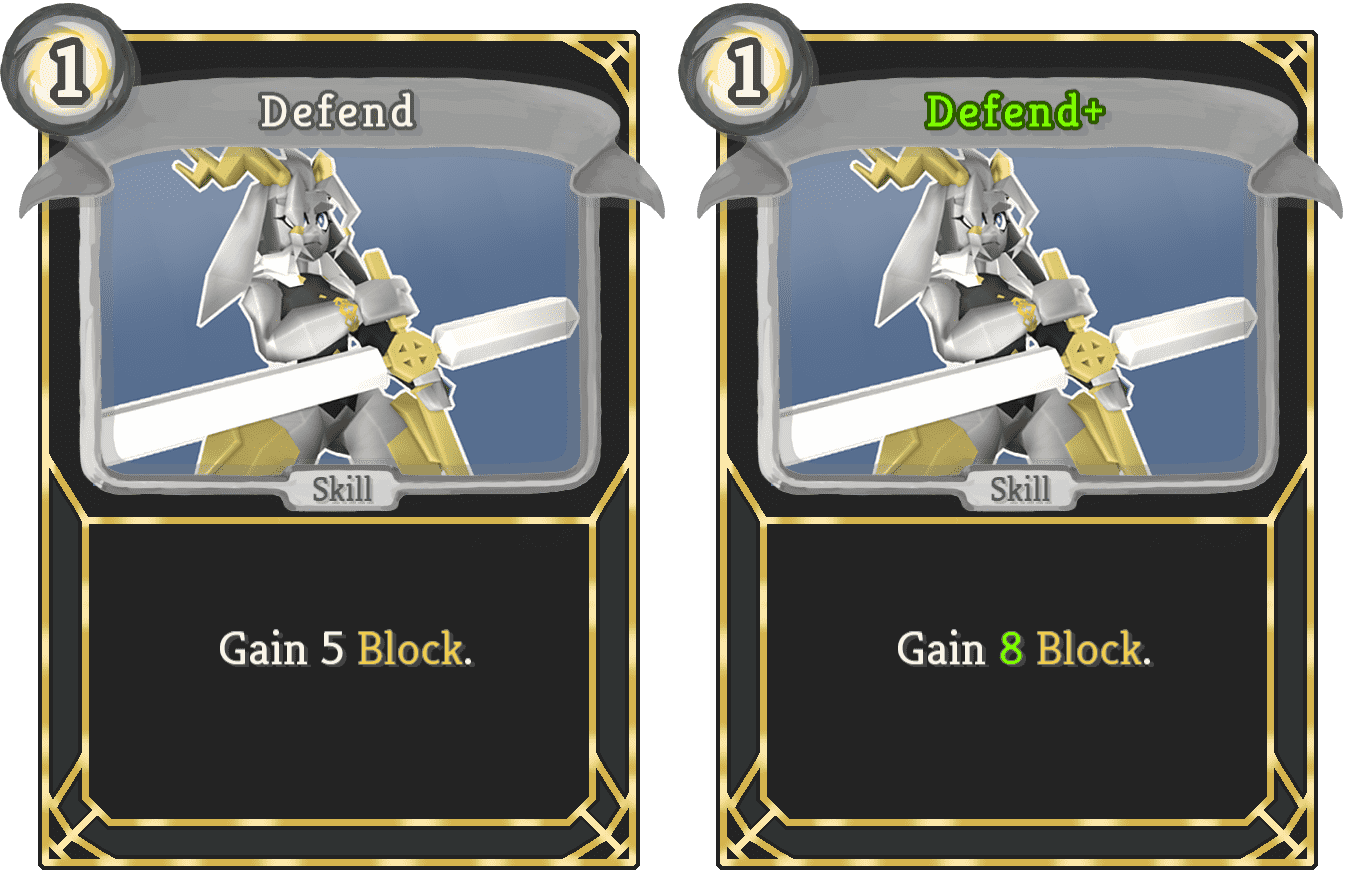 1
Defend
Skill
Gain 5 Block.
1
Defend+
Skill
Gain 8 Block.